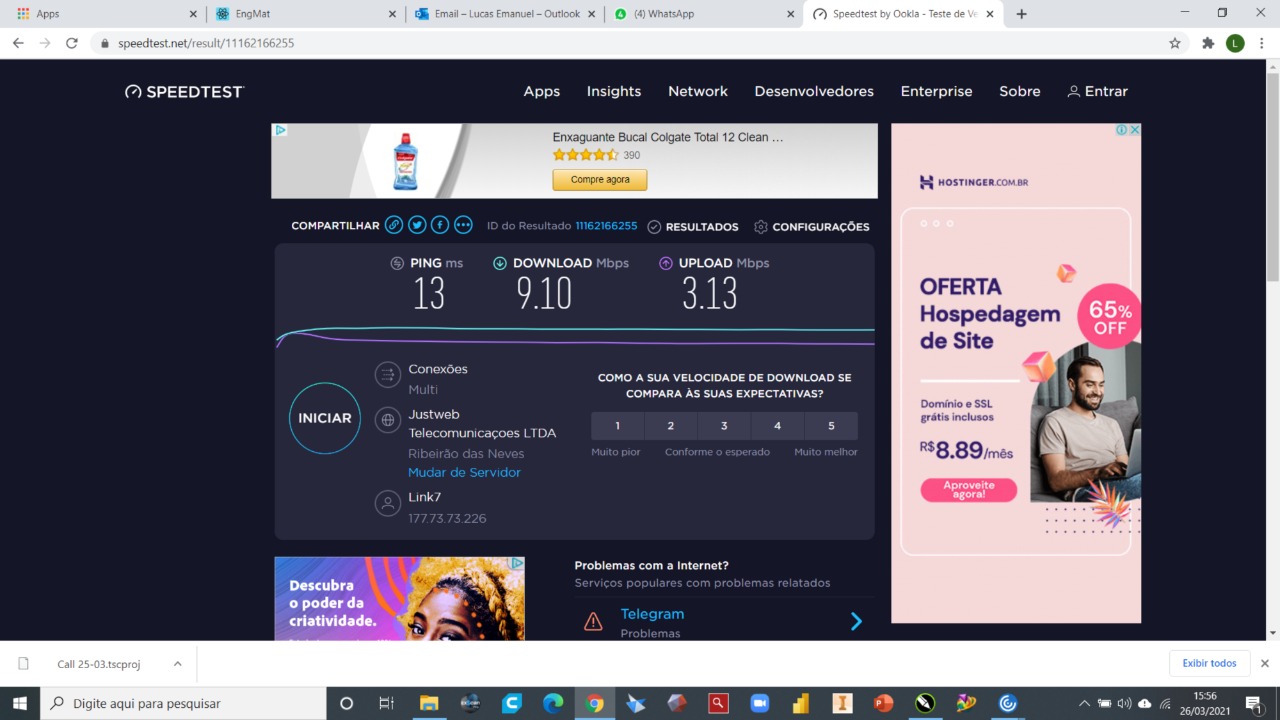 Apps
EngMat
Email – Lucas Emanuel – Outlook
(4) WhatsApp
Speedtest by Ookla - Teste de Ve
speedtest.net/result/11162166255
L
SPEEDTEST
Apps
Insights
Network
Desenvolvedores
Enterprise
Sobre
Entrar
Enxaguante Bucal Colgate Total 12 Clean ...
390
Compre agora
COMPARTILHAR
ID do Resultado 11162166255
RESULTADOS
CONFIGURAÇÕES
PING ms
13
DOWNLOAD Mbps
9.10
UPLOAD Mbps
3.13
INICIAR
Conexões
Multi
Justweb
Telecomunicaçoes LTDA
Ribeirão das Neves
Mudar de Servidor
Link7
177.73.73.226
COMO A SUA VELOCIDADE DE DOWNLOAD SE
COMPARA ÀS SUAS EXPECTATIVAS?
1 2 3 4 5
Muito pior
Conforme o esperado
Muito melhor
HOSTINGER.COM.BR
OFERTA
Hospedagem
de Site
65%
OFF
Domínio e SSL
grátis inclusos
R$8.89/mês
Aproveite
agora!
Descubra
o poder da
criatividade.
Problemas com a Internet?
Serviços populares com problemas relatados
Telegram
Problemas
Call 25-03.tscproj
Exibir todos
Digite aqui para pesquisar
15:56
26/03/2021
1